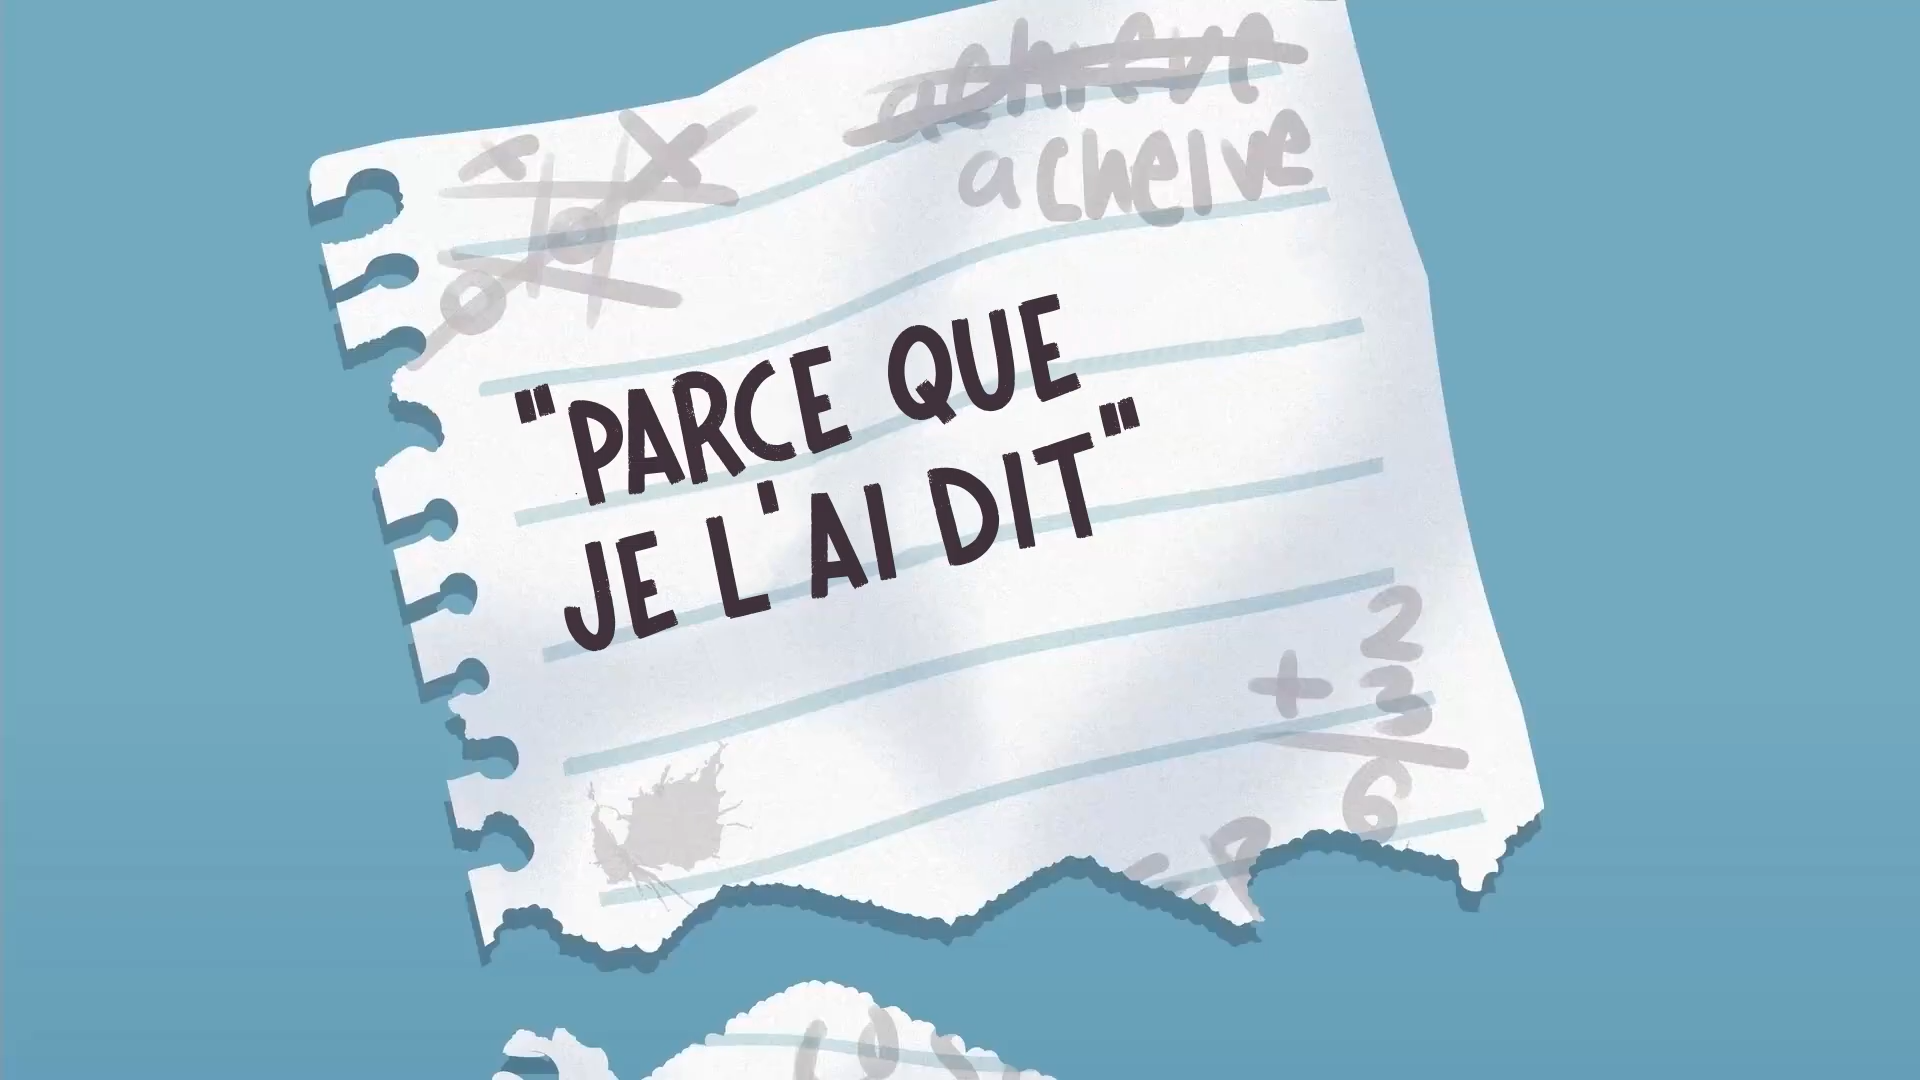 achieve
acheive
"PARCE QUE
JE L'AI DIT"
2
+3
6